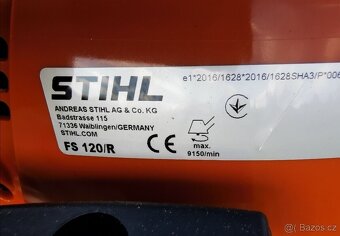 STIHL
e1*2016/1628*2016/1628SHA3/P*006
ANDREAS STIHL AG & Co. KG
Badstrasse 115
71336 Waiblingen/GERMANY
STIHL.COM
FS 120/R
CE
max.
9150/min
Bazoš.cz